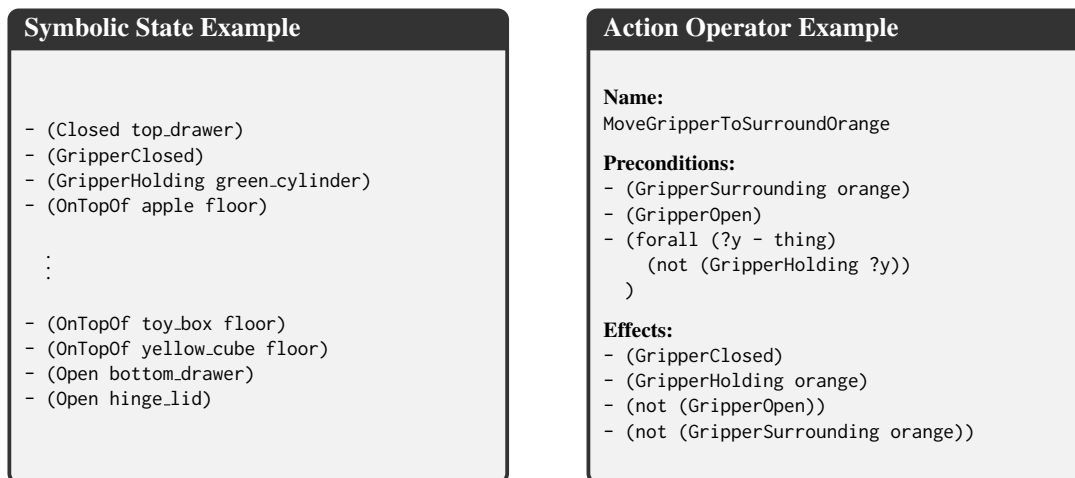 Symbolic State Example
- (Closed top_drawer)
- (GripperClosed)
- (GripperHolding green_cylinder)
- (OnTopOf apple floor)
⋮
- (OnTopOf toy_box floor)
- (OnTopOf yellow_cube floor)
- (Open bottom_drawer)
- (Open hinge_lid)
Action Operator Example
Name:
MoveGripperToSurroundOrange
Preconditions:
- (GripperSurrounding orange)
- (GripperOpen)
- (forall (?y - thing)
(not (GripperHolding ?y))
)
Effects:
- (GripperClosed)
- (GripperHolding orange)
- (not (GripperOpen))
- (not (GripperSurrounding orange))